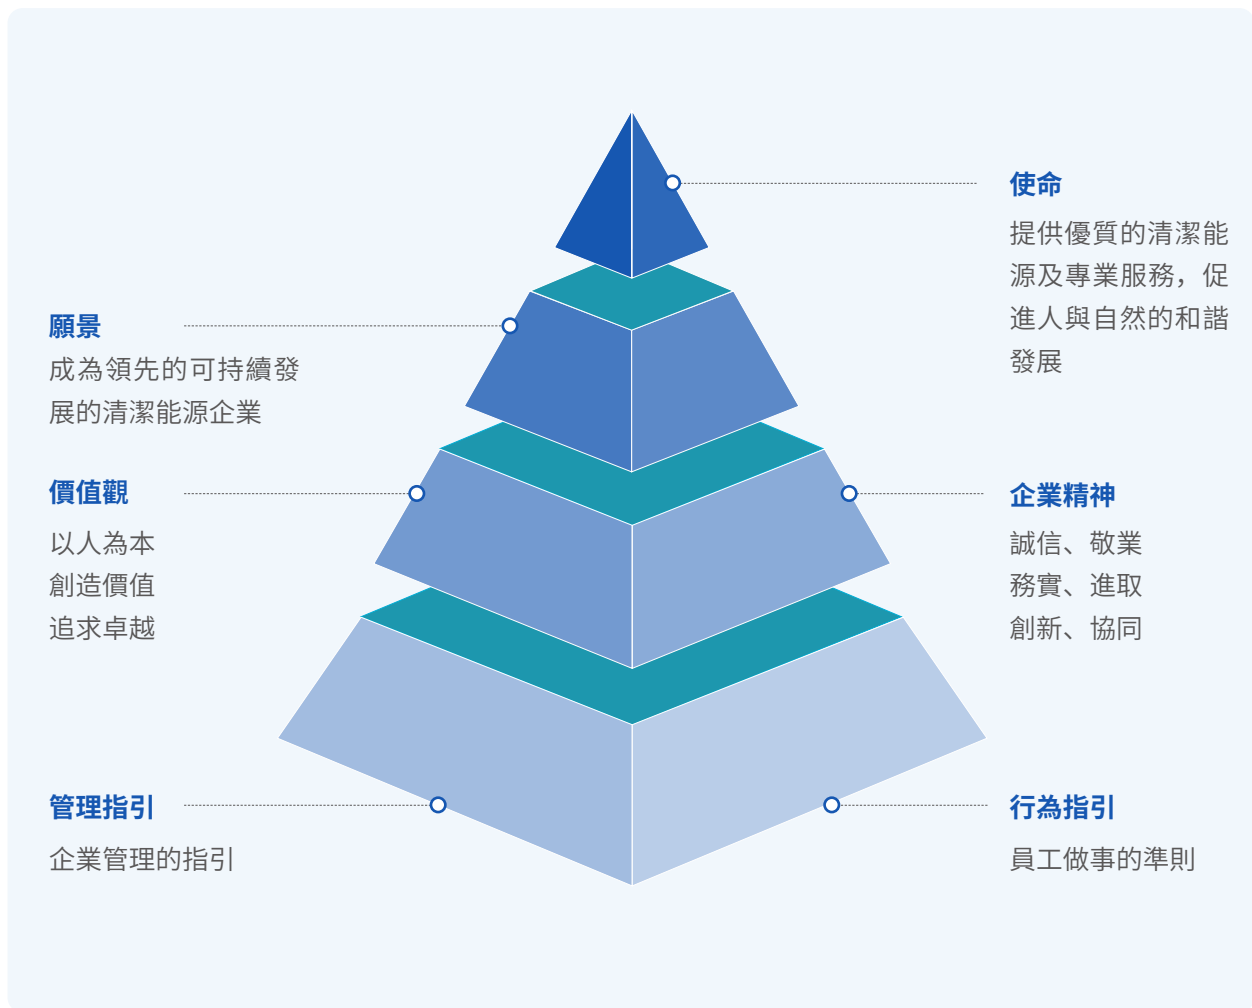 使命
提供優質的清潔能
源及專業服務，促
進人與自然的和諧
發展
願景
成為領先的可持續發
展的清潔能源企業
價值觀
以人為本
創造價值
追求卓越
企業精神
誠信、敬業
務實、進取
創新、協同
管理指引
企業管理的指引
行為指引
員工做事的準則